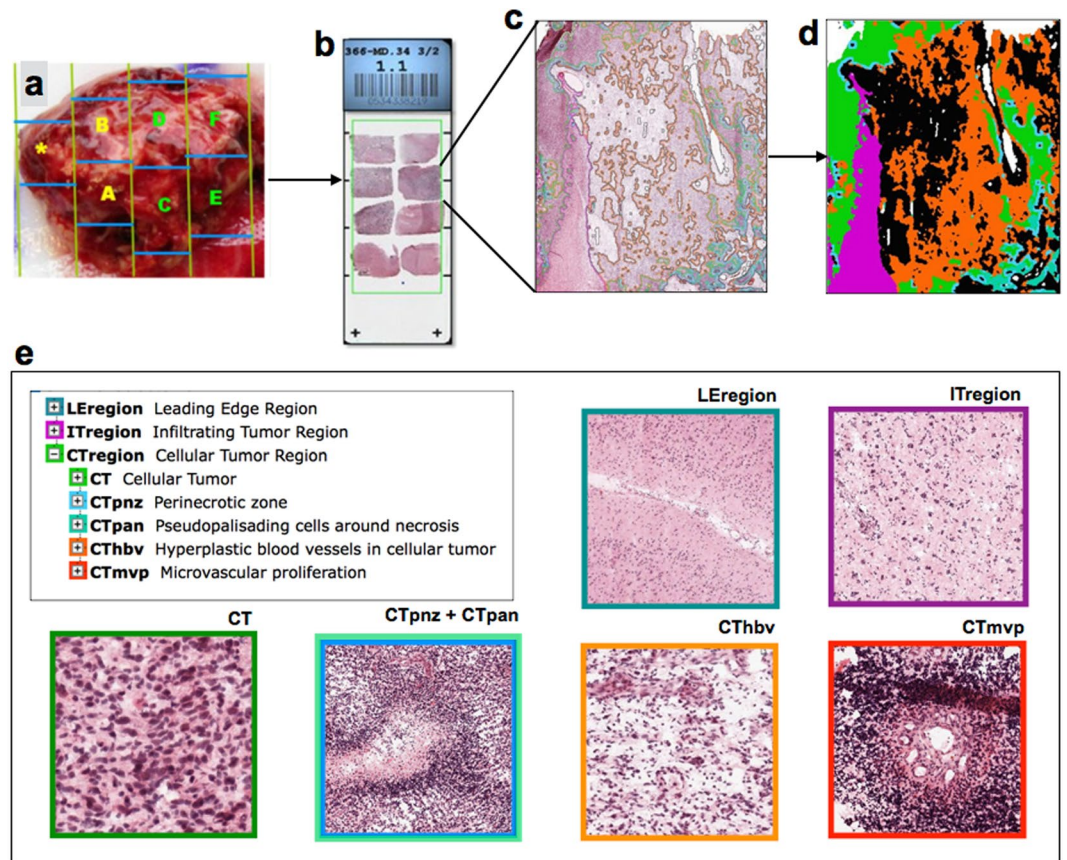 a
B
D
F
*
A
C
E
b
366-MD.34 3/2
1.1
0534338219
+ +
c
d
e
LEregion Leading Edge Region
ITregion Infiltrating Tumor Region
CTregion Cellular Tumor Region
CT Cellular Tumor
CTpnz Perinecrotic zone
CTpan Pseudopalisading cells around necrosis
CThbv Hyperplastic blood vessels in cellular tumor
CTmvp Microvascular proliferation
LEregion
ITregion
CT
CTpnz + CTpan
CThbv
CTmvp